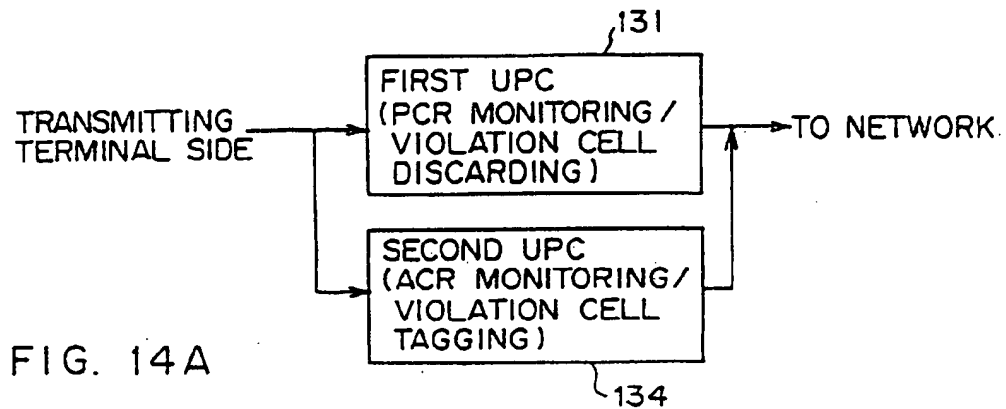 131
FIRST UPC
(PCR MONITORING/
VIOLATION CELL
DISCARDING)
TRANSMITTING
TERMINAL SIDE
TO NETWORK
SECOND UPC
(ACR MONITORING/
VIOLATION CELL
TAGGING)
134
FIG. 14A